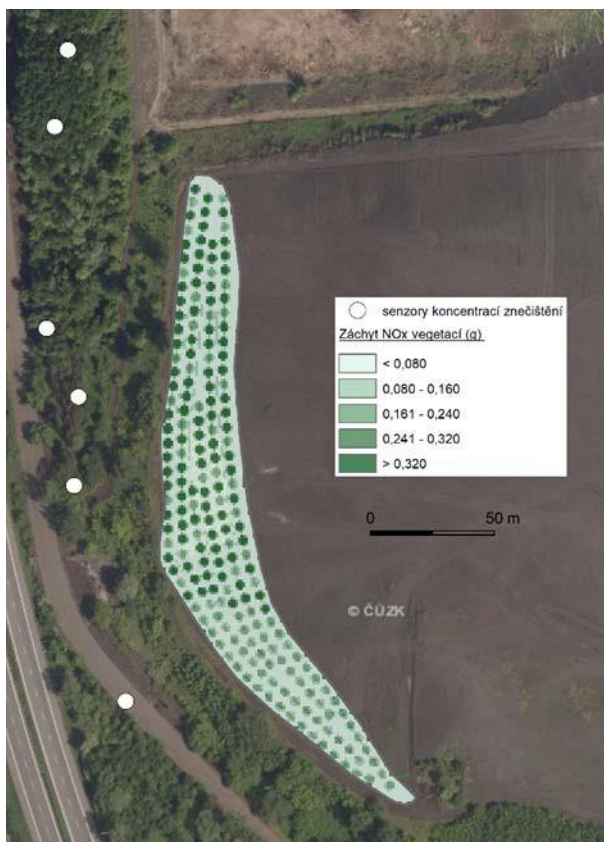 senzory koncentrací znečištění
Záchyt NOx vegetací (g)
< 0,080
0,080 - 0,160
0,161 - 0,240
0,241 - 0,320
> 0,320
0 50 m
© ČÚZK